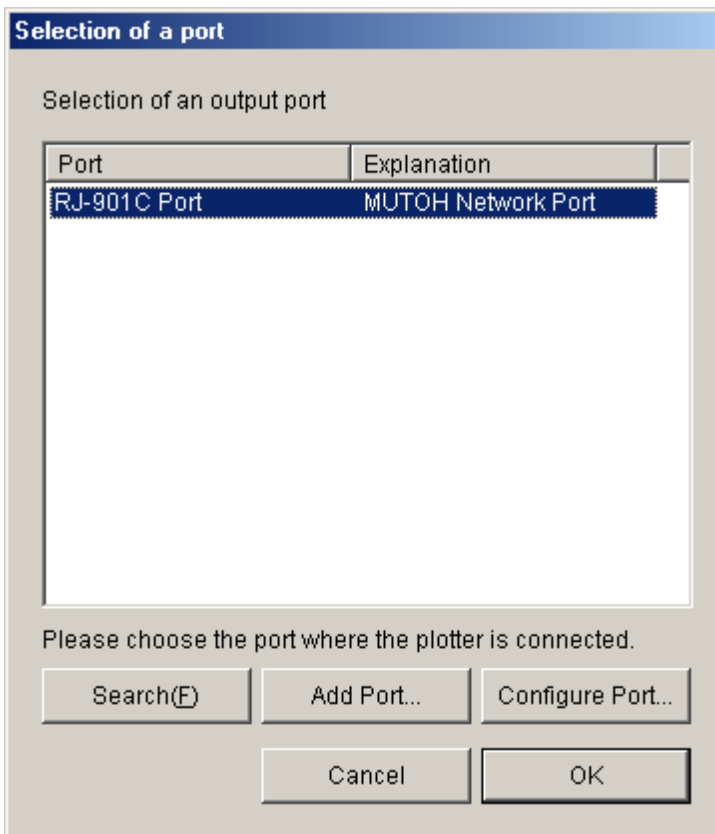 Selection of a port
Selection of an output port
Port Explanation
RJ-901C Port MUTOH Network Port
Please choose the port where the plotter is connected.
Search(F) Add Port... Configure Port...
Cancel OK